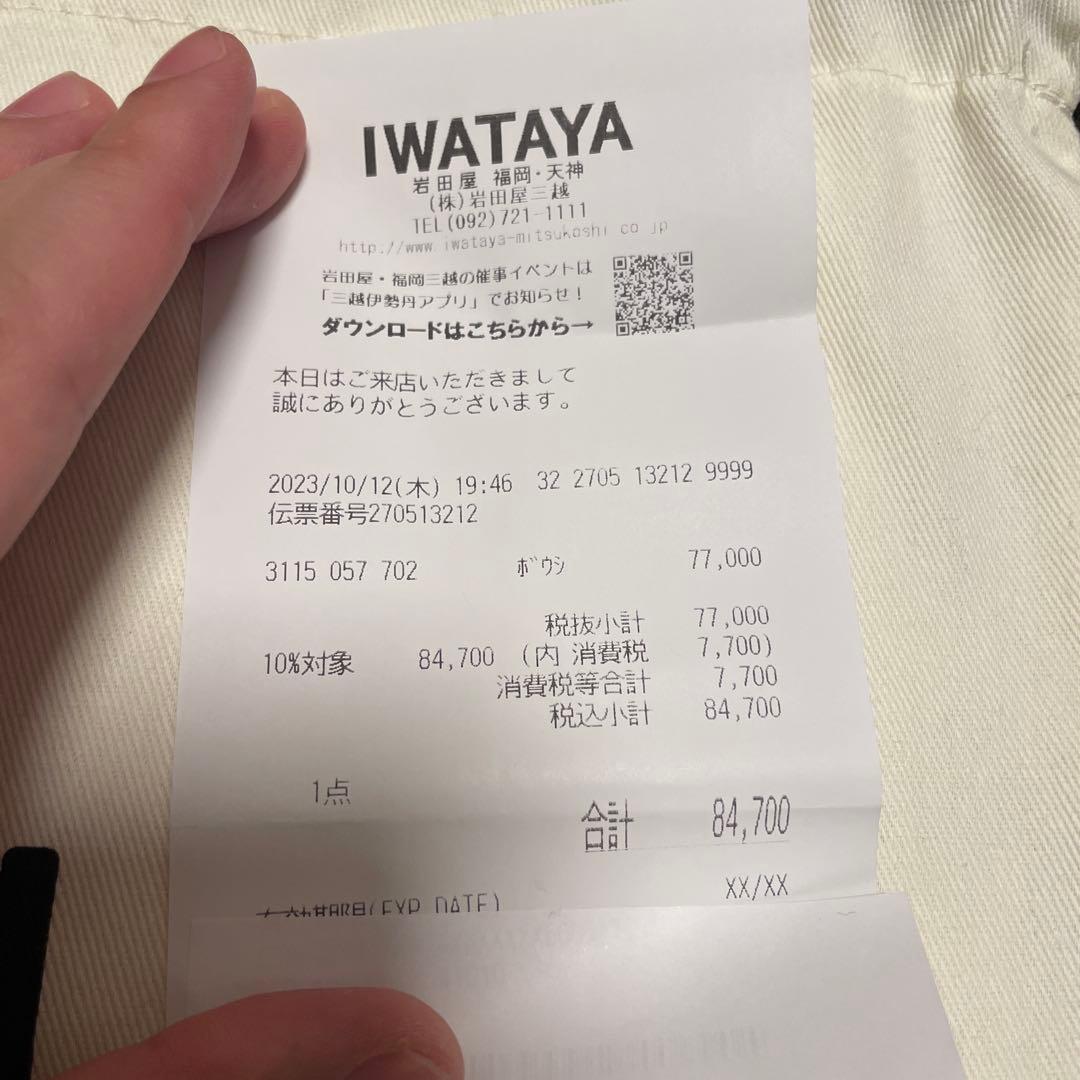 IWATAYA
岩田屋 福岡・天神
(株)岩田屋三越
TEL(092)721-1111
http://www.iwataya-mitsukoshi.co.jp
岩田屋・福岡三越の催事イベントは
「三越伊勢丹アプリ」でお知らせ!
ダウンロードはこちらから→
本日はご来店いただきまして
誠にありがとうございます。
2023/10/12(木) 19:46 32 2705 13212 9999
伝票番号270513212
3115 057 702 ボウシ 77,000
税抜小計 77,000
10%対象 84,700 (内 消費税 7,700)
消費税等合計 7,700
税込小計 84,700
1点
合計 84,700
XX/XX
(EXP. DATE)